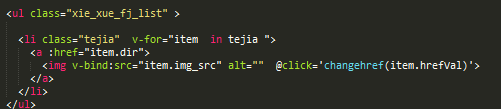 <ul class="xie_xue_fj_list" >
<li class="tejia"  v-for="item  in tejia ">
<a :href="item.dir">
<img v-bind:src="item.img_src" alt=""  @click='changehref(item.hrefVal)'>
</a>
</li>
</ul>